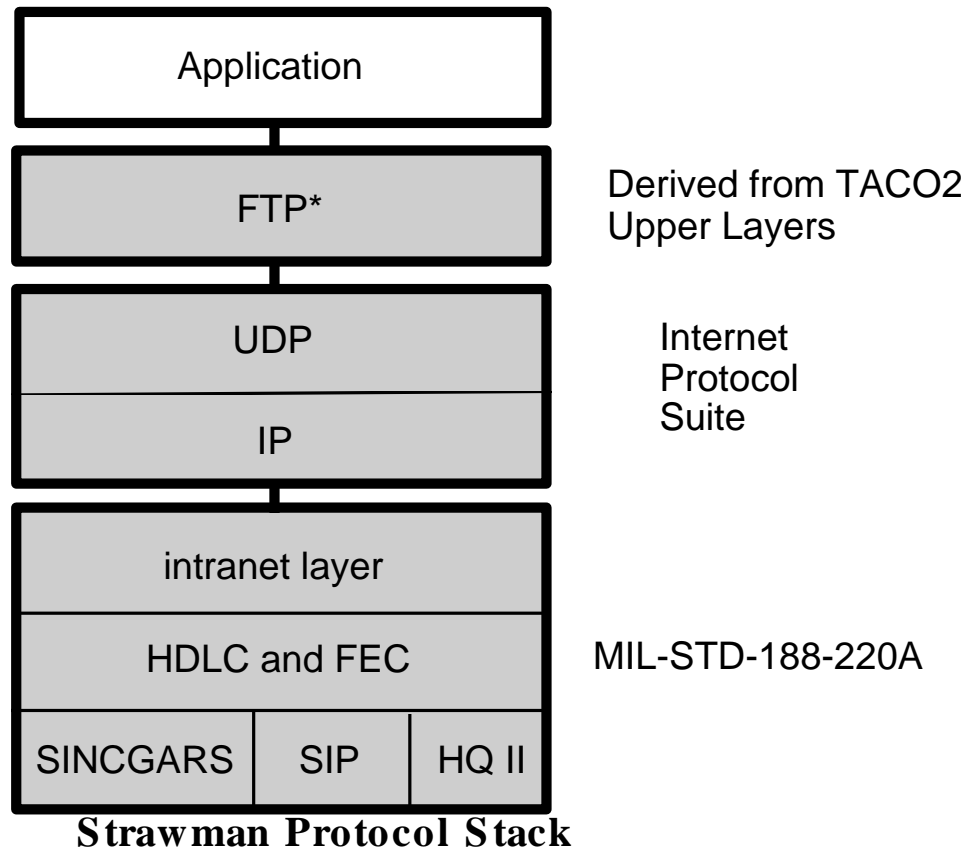 Application
FTP*
Derived from TACO2
Upper Layers
UDP
Internet
Protocol
Suite
IP
intranet layer
HDLC and FEC
MIL-STD-188-220A
SINCGARS
SIP
HQ II
Strawman Protocol Stack